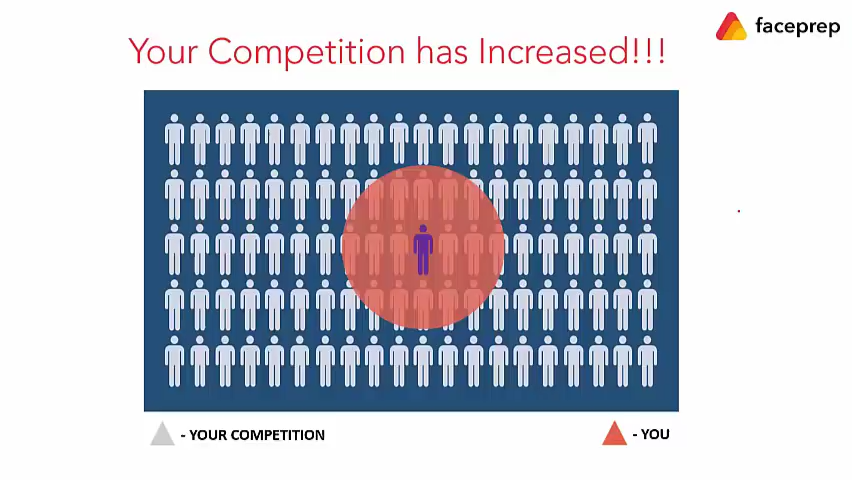 faceprep
Your Competition has Increased!!!
- YOUR COMPETITION
- YOU